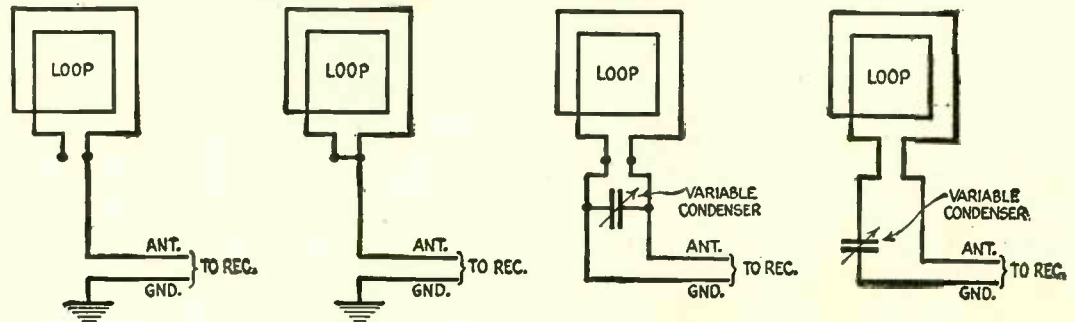 LOOP
ANT.
TO REC.
GND.
LOOP
ANT.
TO REC.
GND.
LOOP
VARIABLE
CONDENSER
ANT.
TO REC.
GND.
LOOP
VARIABLE
CONDENSER
ANT.
TO REC.
GND.